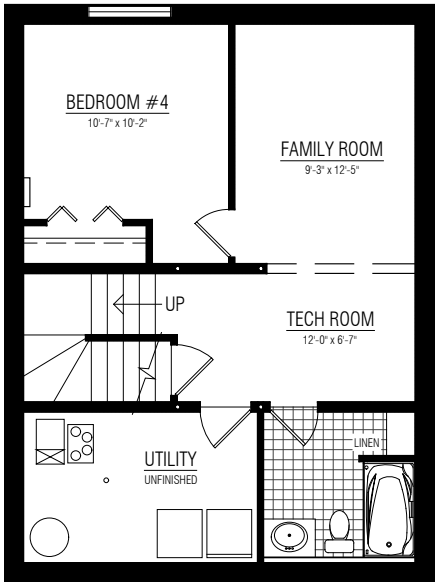 BEDROOM #4
10'-7" x 10'-2"
FAMILY ROOM
9'-3" x 12'-5"
UP
TECH ROOM
12'-0" x 6'-7"
LINEN
UTILITY
UNFINISHED